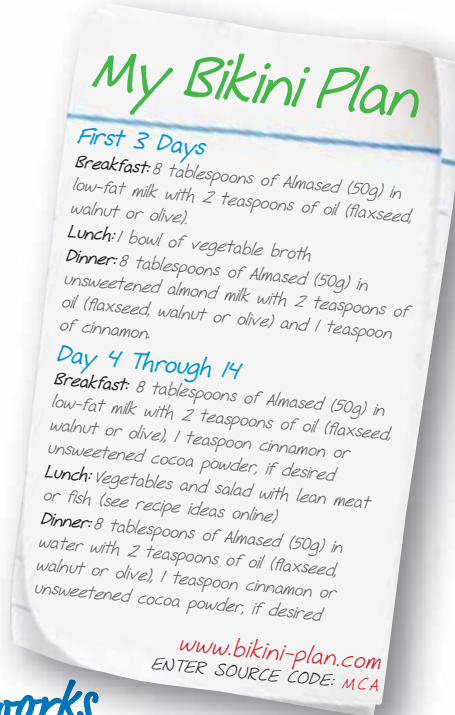 My Bikini Plan
First 3 Days
Breakfast: 8 tablespoons of Almased (50g) in
low-fat milk with 2 teaspoons of oil (flaxseed,
walnut or olive).
Lunch: 1 bowl of vegetable broth
Dinner: 8 tablespoons of Almased (50g) in
unsweetened almond milk with 2 teaspoons of
oil (flaxseed, walnut or olive) and 1 teaspoon
of cinnamon.
Day 4 Through 14
Breakfast: 8 tablespoons of Almased (50g) in
low-fat milk with 2 teaspoons of oil (flaxseed,
walnut or olive), 1 teaspoon cinnamon or
unsweetened cocoa powder, if desired
Lunch: Vegetables and salad with lean meat
or fish (see recipe ideas online)
Dinner: 8 tablespoons of Almased (50g) in
water with 2 teaspoons of oil (flaxseed,
walnut or olive), 1 teaspoon cinnamon or
unsweetened cocoa powder, if desired
www.bikini-plan.com
ENTER SOURCE CODE: MCA
works